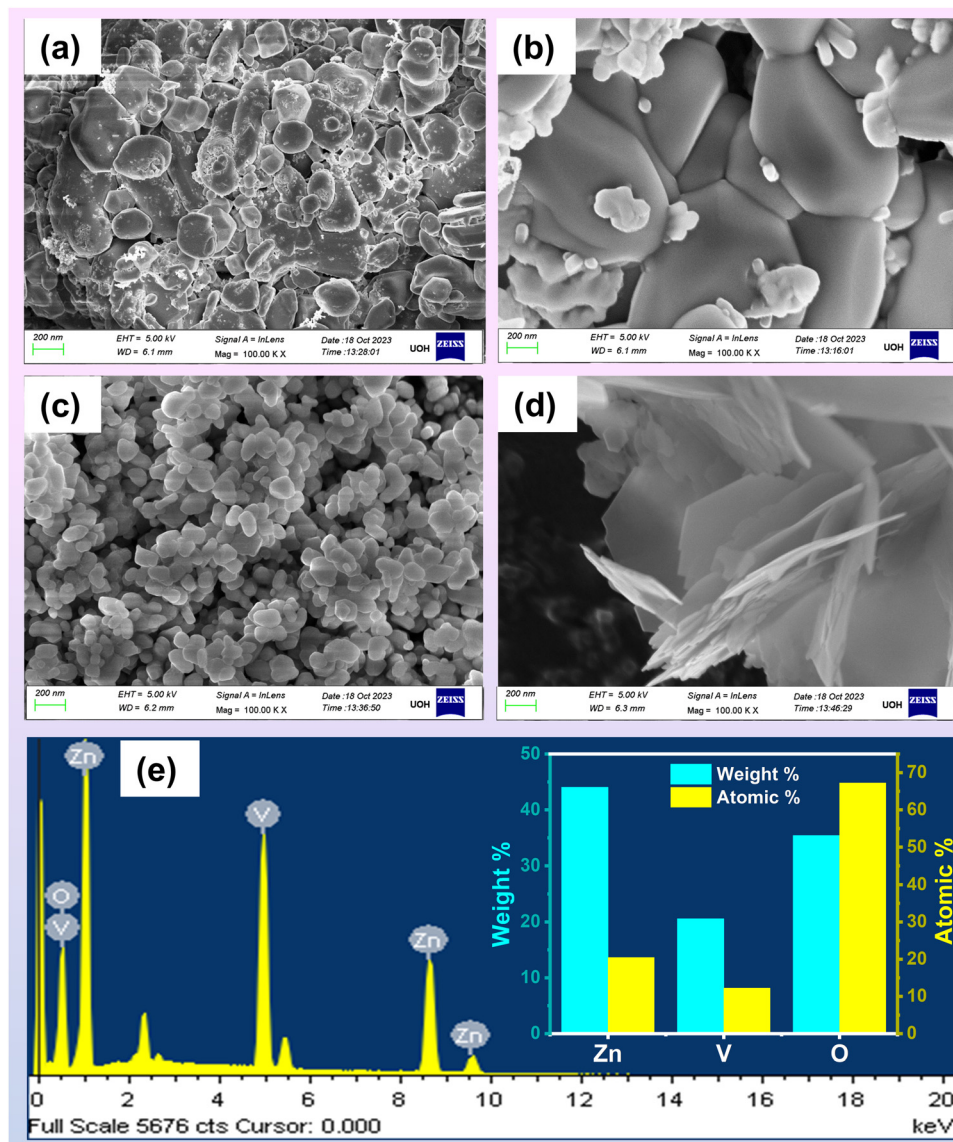 (a)
200 nm
EHT = 5.00 kV
WD = 6.1 mm
Signal A = InLens
Mag = 100.00 K X
Date :18 Oct 2023
Time :13:28:01
UOH
ZEISS
(b)
200 nm
EHT = 5.00 kV
WD = 6.1 mm
Signal A = InLens
Mag = 100.00 K X
Date :18 Oct 2023
Time :13:16:01
UOH
ZEISS
(c)
200 nm
EHT = 5.00 kV
WD = 6.2 mm
Signal A = InLens
Mag = 100.00 K X
Date :18 Oct 2023
Time :13:36:50
UOH
ZEISS
(d)
200 nm
EHT = 5.00 kV
WD = 6.3 mm
Signal A = InLens
Mag = 100.00 K X
Date :18 Oct 2023
Time :13:46:29
UOH
ZEISS
(e)
Zn
V
O
V
Zn
Zn
0 2 4 6 8 10 12 14 16 18 20
Full Scale 5676 cts Cursor: 0.000
keV
Weight %
Atomic %
50
40
30
20
10
0
Weight %
70
60
50
40
30
20
10
0
Atomic %
Zn V O